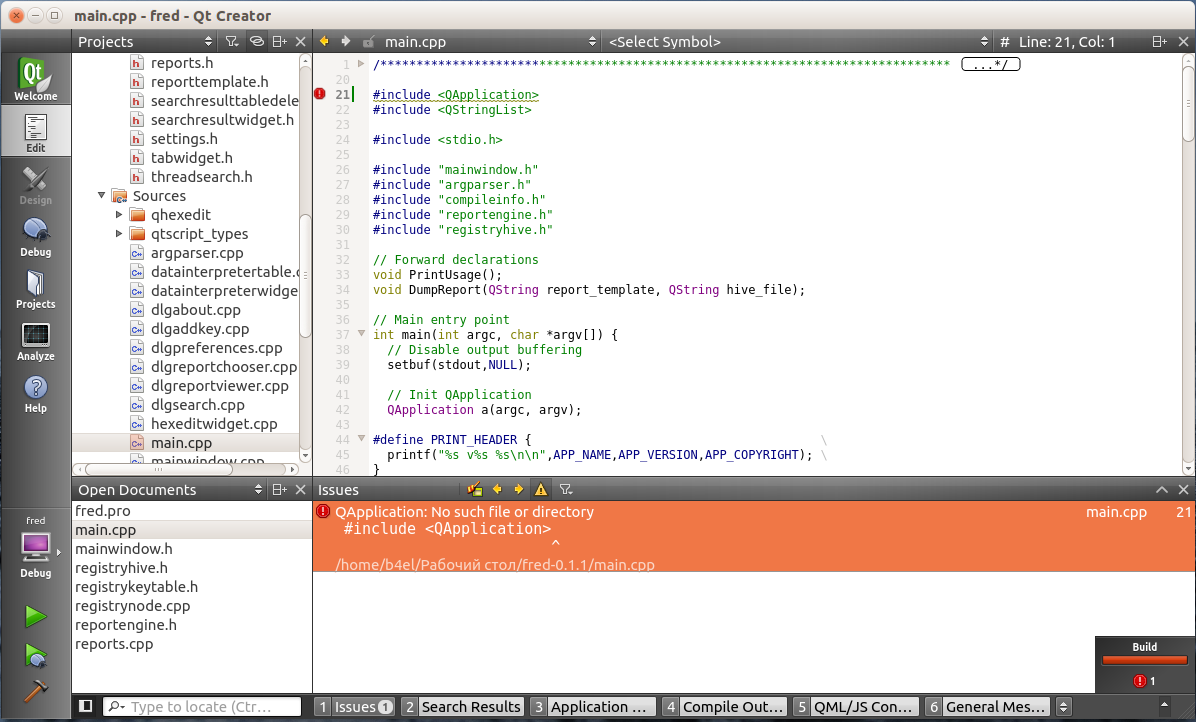 main.cpp - fred - Qt Creator
Projects
main.cpp
<Select Symbol>
# Line: 21, Col: 1
Qt
Welcome
Edit
Design
Debug
Projects
Analyze
Help
fred
Debug
reports.h
reporttemplate.h
searchresulttabledele
searchresultwidget.h
settings.h
tabwidget.h
threadsearch.h
Sources
qhexedit
qtscript_types
argparser.cpp
datainterpretertable.c
datainterpreterwidge
dlgabout.cpp
dlgaddkey.cpp
dlgpreferences.cpp
dlgreportchooser.cpp
dlgreportviewer.cpp
dlgsearch.cpp
hexeditwidget.cpp
main.cpp
mainwindow.cpp
1 /******************************************************************************* ...*/
20
21 #include <QApplication>
22 #include <QStringList>
23
24 #include <stdio.h>
25
26 #include "mainwindow.h"
27 #include "argparser.h"
28 #include "compileinfo.h"
29 #include "reportengine.h"
30 #include "registryhive.h"
31
32 // Forward declarations
33 void PrintUsage();
34 void DumpReport(QString report_template, QString hive_file);
35
36 // Main entry point
37 int main(int argc, char *argv[]) {
38 // Disable output buffering
39 setbuf(stdout,NULL);
40
41 // Init QApplication
42 QApplication a(argc, argv);
43
44 #define PRINT_HEADER { \
45 printf("%s v%s %s\n\n",APP_NAME,APP_VERSION,APP_COPYRIGHT); \
46 }
Open Documents
fred.pro
main.cpp
mainwindow.h
registryhive.h
registrykeytable.h
registrynode.cpp
reportengine.h
reports.cpp
Issues
QApplication: No such file or directory main.cpp 21
#include <QApplication>
^
/home/b4el/Рабочий стол/fred-0.1.1/main.cpp
Build
1
Type to locate (Ctr...
1 Issues 1
2 Search Results
3 Application ...
4 Compile Out...
5 QML/JS Con...
6 General Mes...